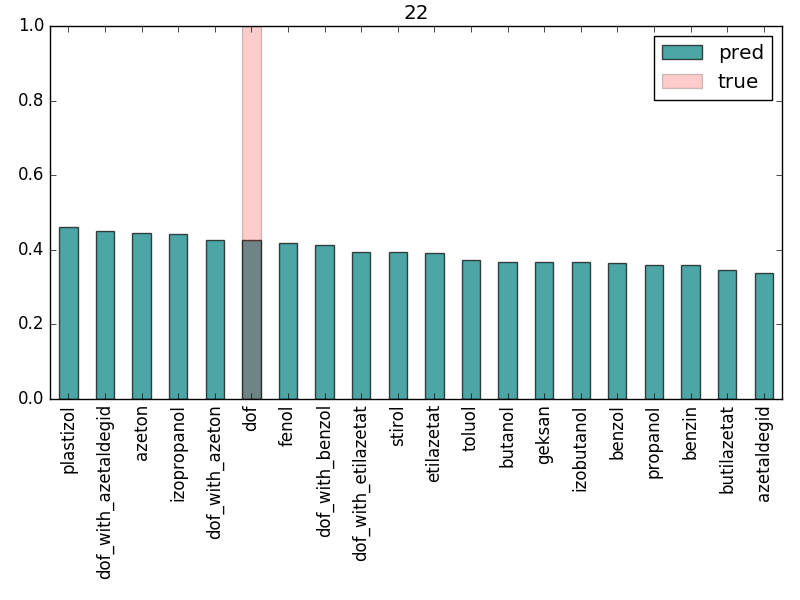 22
1.0
0.8
0.6
0.4
0.2
0.0
pred
true
plastizol
dof_with_azetaldegid
azeton
izopropanol
dof_with_azeton
dof
fenol
dof_with_benzol
dof_with_etilazetat
stirol
etilazetat
toluol
butanol
geksan
izobutanol
benzol
propanol
benzin
butilazetat
azetaldegid